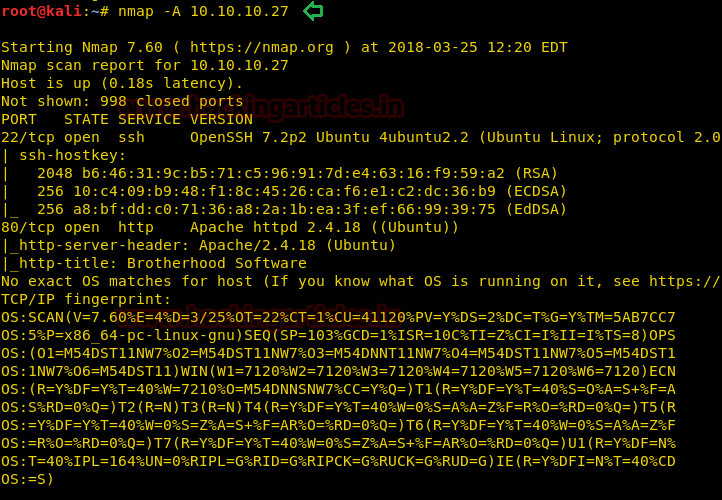 root@kali:~# nmap -A 10.10.10.27
Starting Nmap 7.60 ( https://nmap.org ) at 2018-03-25 12:20 EDT
Nmap scan report for 10.10.10.27
Host is up (0.18s latency).
Not shown: 998 closed ports
www.hackingarticles.in
PORT   STATE SERVICE VERSION
22/tcp open  ssh     OpenSSH 7.2p2 Ubuntu 4ubuntu2.2 (Ubuntu Linux; protocol 2.0
| ssh-hostkey:
|   2048 b6:46:31:9c:b5:71:c5:96:91:7d:e4:63:16:f9:59:a2 (RSA)
|   256 10:c4:09:b9:48:f1:8c:45:26:ca:f6:e1:c2:dc:36:b9 (ECDSA)
|_  256 a8:bf:dd:c0:71:36:a8:2a:1b:ea:3f:ef:66:99:39:75 (EdDSA)
80/tcp open  http    Apache httpd 2.4.18 ((Ubuntu))
|_http-server-header: Apache/2.4.18 (Ubuntu)
|_http-title: Brotherhood Software
No exact OS matches for host (If you know what OS is running on it, see https://
TCP/IP fingerprint:
OS:SCAN(V=7.60%E=4%D=3/25%OT=22%CT=1%CU=41120%PV=Y%DS=2%DC=T%G=Y%TM=5AB7CC7
www.hackingarticles.in
OS:5%P=x86_64-pc-linux-gnu)SEQ(SP=103%GCD=1%ISR=10C%TI=Z%CI=I%II=I%TS=8)OPS
OS:(O1=M54DST11NW7%O2=M54DST11NW7%O3=M54DNNT11NW7%O4=M54DST11NW7%O5=M54DST1
OS:1NW7%O6=M54DST11)WIN(W1=7120%W2=7120%W3=7120%W4=7120%W5=7120%W6=7120)ECN
OS:(R=Y%DF=Y%T=40%W=7210%O=M54DNNSNW7%CC=Y%Q=)T1(R=Y%DF=Y%T=40%S=O%A=S+%F=A
OS:S%RD=0%Q=)T2(R=N)T3(R=N)T4(R=Y%DF=Y%T=40%W=0%S=A%A=Z%F=R%O=%RD=0%Q=)T5(R
OS:=Y%DF=Y%T=40%W=0%S=Z%A=S+%F=AR%O=%RD=0%Q=)T6(R=Y%DF=Y%T=40%W=0%S=A%A=Z%F
OS:=R%O=%RD=0%Q=)T7(R=Y%DF=Y%T=40%W=0%S=Z%A=S+%F=AR%O=%RD=0%Q=)U1(R=Y%DF=N%
OS:T=40%IPL=164%UN=0%RIPL=G%RID=G%RIPCK=G%RUCK=G%RUD=G)IE(R=Y%DFI=N%T=40%CD
OS:=S)